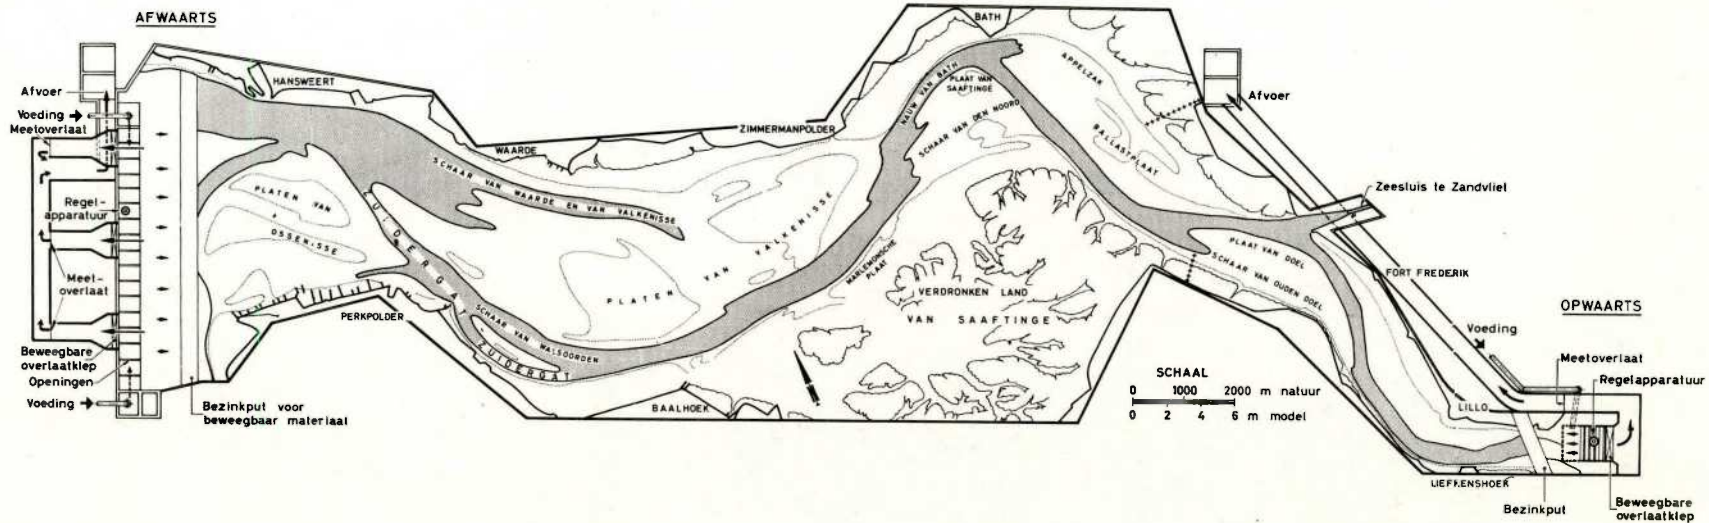 AFWAARTS
Afvoer
Voeding
Meetoverlaat
Regel-
apparatuur
Meet-
overlaat
Beweegbare
overlaatklep
Openingen
Voeding
Bezinkput voor
beweegbaar materiaal
HANSWEERT
WAARDE
ZIMMERMANPOLDER
BATH
SCHAAR VAN WAARDE EN VAN VALKENISSE
PLATEN VAN
OSSENISSE
PERKPOLDER
ZUIDERGAT
SCHAAR VAN WALSOORDEN
ZUIDERGAT
BAALHOEK
PLATEN VAN VALKENISSE
NAUW VAN BATH
PLAAT VAN
SAAFTINGE
SCHAAR VAN DEN NOORD
MARLEMONSCHE
PLAAT
VERDRONKEN LAND
VAN SAAFTINGE
APPELZAK
BALLASTPLAAT
Afvoer
Zeesluis te Zandvliet
PLAAT VAN DOEL
SCHAAR VAN OUDEN DOEL
FORT FREDERIK
SCHAAL
0 1000 2000 m natuur
0 2 4 6 m model
OPWAARTS
Voeding
Meetoverlaat
Regelapparatuur
LILLO
LIEFKENSHOEK
Bezinkput
Beweegbare
overlaatklep